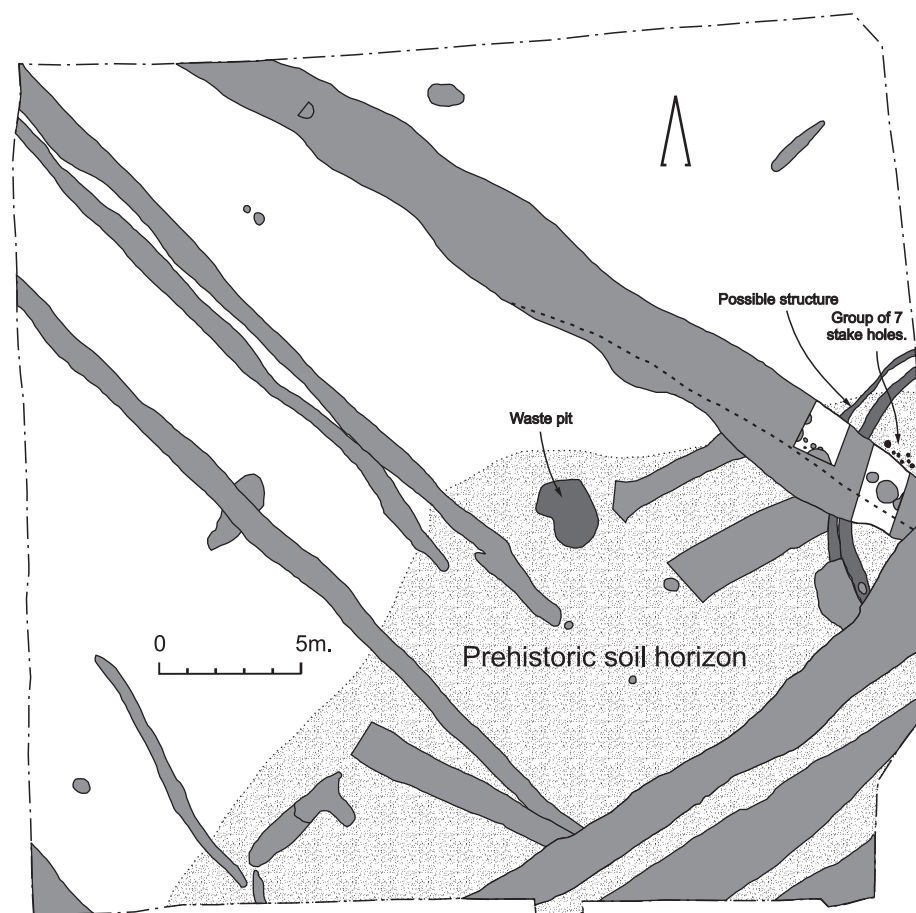 Possible structure
Group of 7
stake holes.
Waste pit
0 5m.
Prehistoric soil horizon